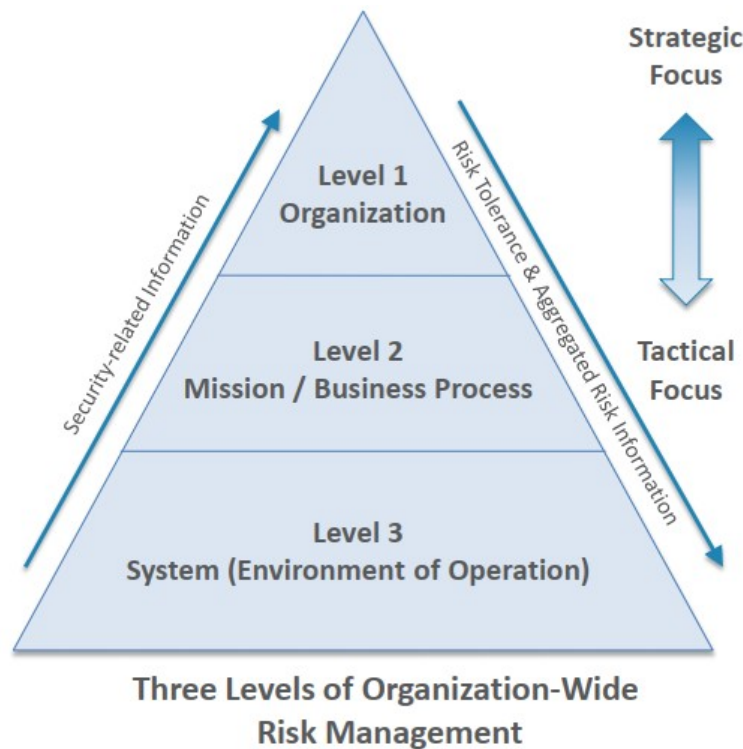 Strategic
Focus
Level 1
Organization
Security-related Information
Risk Tolerance & Aggregated Risk Information
Level 2
Mission / Business Process
Tactical
Focus
Level 3
System (Environment of Operation)
Three Levels of Organization-Wide
Risk Management